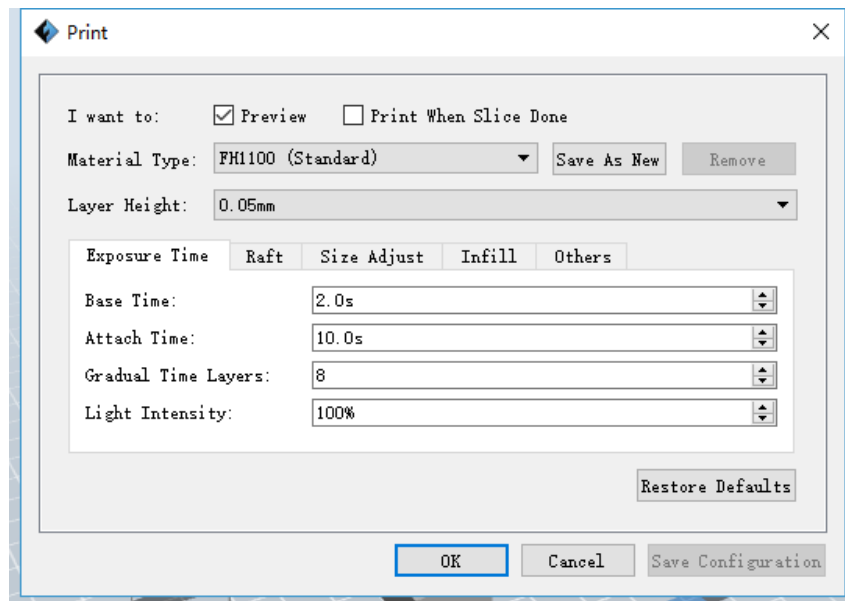 Print
I want to: Preview Print When Slice Done
Material Type: FH1100 (Standard) Save As New Remove
Layer Height: 0.05mm
Exposure Time Raft Size Adjust Infill Others
Base Time: 2.0s
Attach Time: 10.0s
Gradual Time Layers: 8
Light Intensity: 100%
Restore Defaults
OK Cancel Save Configuration